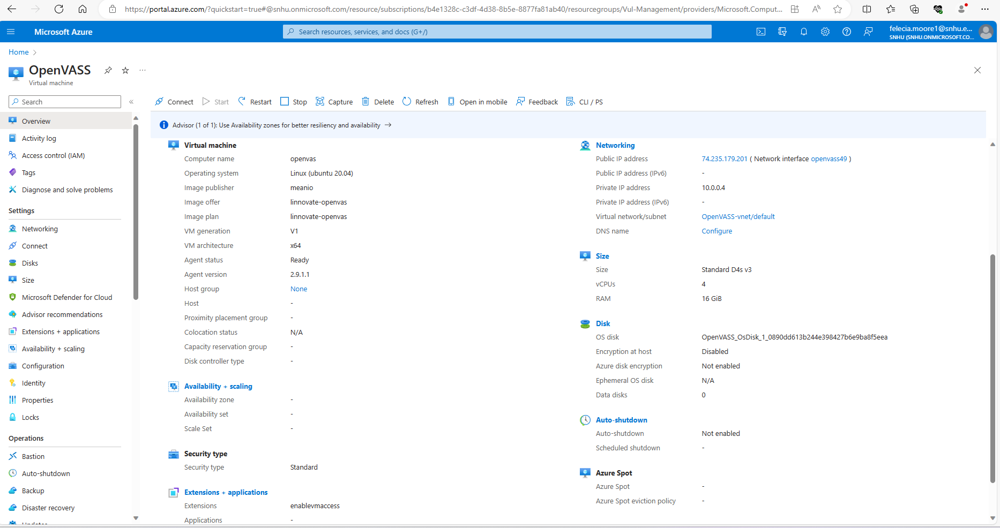 https://portal.azure.com/?quickstart=true#@snhu.onmicrosoft.com/resource/subscriptions/b4e1328c-c3df-4d38-8b5e-8877fa81ab40/resourcegroups/Vul-Management/providers/Microsoft.Comput...
Microsoft Azure
Search resources, services, and docs (G+/)
felecia.moore1@snhu.e...
SNHU (SNHU.ONMICROSOFT.CO...
Home
OpenVASS
Virtual machine
Search
Connect Start Restart Stop Capture Delete Refresh Open in mobile Feedback CLI / PS
Advisor (1 of 1): Use Availability zones for better resiliency and availability →
Overview
Activity log
Access control (IAM)
Tags
Diagnose and solve problems
Settings
Networking
Connect
Disks
Size
Microsoft Defender for Cloud
Advisor recommendations
Extensions + applications
Availability + scaling
Configuration
Identity
Properties
Locks
Operations
Bastion
Auto-shutdown
Backup
Disaster recovery
Updates
Virtual machine
Computer name openvas
Operating system Linux (ubuntu 20.04)
Image publisher meanio
Image offer linnovate-openvas
Image plan linnovate-openvas
VM generation V1
VM architecture x64
Agent status Ready
Agent version 2.9.1.1
Host group None
Host -
Proximity placement group -
Colocation status N/A
Capacity reservation group -
Disk controller type -
Availability + scaling
Availability zone -
Availability set -
Scale Set -
Security type
Security type Standard
Extensions + applications
Extensions enablevmaccess
Applications -
Networking
Public IP address 74.235.179.201 ( Network interface openvass49 )
Public IP address (IPv6) -
Private IP address 10.0.0.4
Private IP address (IPv6) -
Virtual network/subnet OpenVASS-vnet/default
DNS name Configure
Size
Size Standard D4s v3
vCPUs 4
RAM 16 GiB
Disk
OS disk OpenVASS_OsDisk_1_0890dd613b244e398427b6e9ba8f5eea
Encryption at host Disabled
Azure disk encryption Not enabled
Ephemeral OS disk N/A
Data disks 0
Auto-shutdown
Auto-shutdown Not enabled
Scheduled shutdown -
Azure Spot
Azure Spot -
Azure Spot eviction policy -